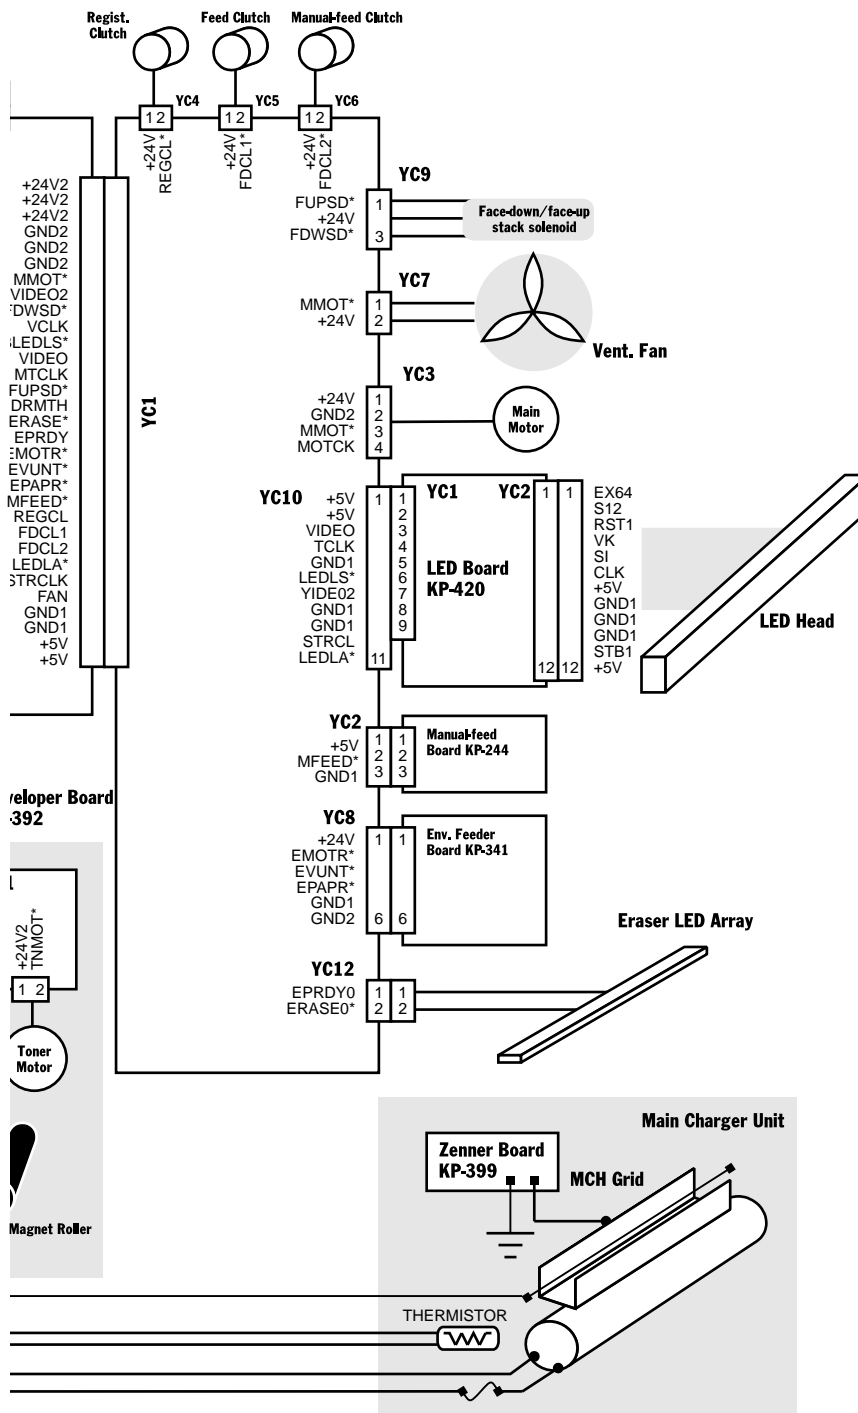 Regist.
Clutch
Feed Clutch
Manual-feed Clutch
YC4
YC5
YC6
1 2
1 2
1 2
+24V
REGCL*
+24V
FDCL1*
+24V
FDCL2*
YC9
FUPSD*
+24V
FDWSD*
1
3
Face-down/face-up
stack solenoid
YC7
MMOT*
+24V
1
2
Vent. Fan
YC3
+24V
GND2
MMOT*
MOTCK
1
2
3
4
Main
Motor
+24V2
+24V2
+24V2
GND2
GND2
GND2
MMOT*
VIDEO2
FDWSD*
VCLK
LEDLS*
VIDEO
MTCLK
FUPSD*
DRMTH
ERASE*
EPRDY
EMOTR*
EVUNT*
EPAPR*
MFEED*
REGCL
FDCL1
FDCL2
LEDLA*
STRCLK
FAN
GND1
GND1
+5V
+5V
YC1
YC10
+5V
+5V
VIDEO
TCLK
GND1
LEDLS*
YIDE02
GND1
GND1
STRCL
LEDLA*
1
11
1
2
3
4
5
6
7
8
9
YC1
YC2
LED Board
KP-420
1
1
12
12
EX64
S12
RST1
VK
SI
CLK
+5V
GND1
GND1
GND1
STB1
+5V
LED Head
YC2
+5V
MFEED*
GND1
1
2
3
1
2
3
Manual-feed
Board KP-244
YC8
+24V
EMOTR*
EVUNT*
EPAPR*
GND1
GND2
1
6
1
6
Env. Feeder
Board KP-341
YC12
EPRDY0
ERASE0*
1
2
1
2
Eraser LED Array
veloper Board
-392
+24V2
TNMOT*
1 2
Toner
Motor
Magnet Roller
Main Charger Unit
Zenner Board
KP-399
MCH Grid
THERMISTOR